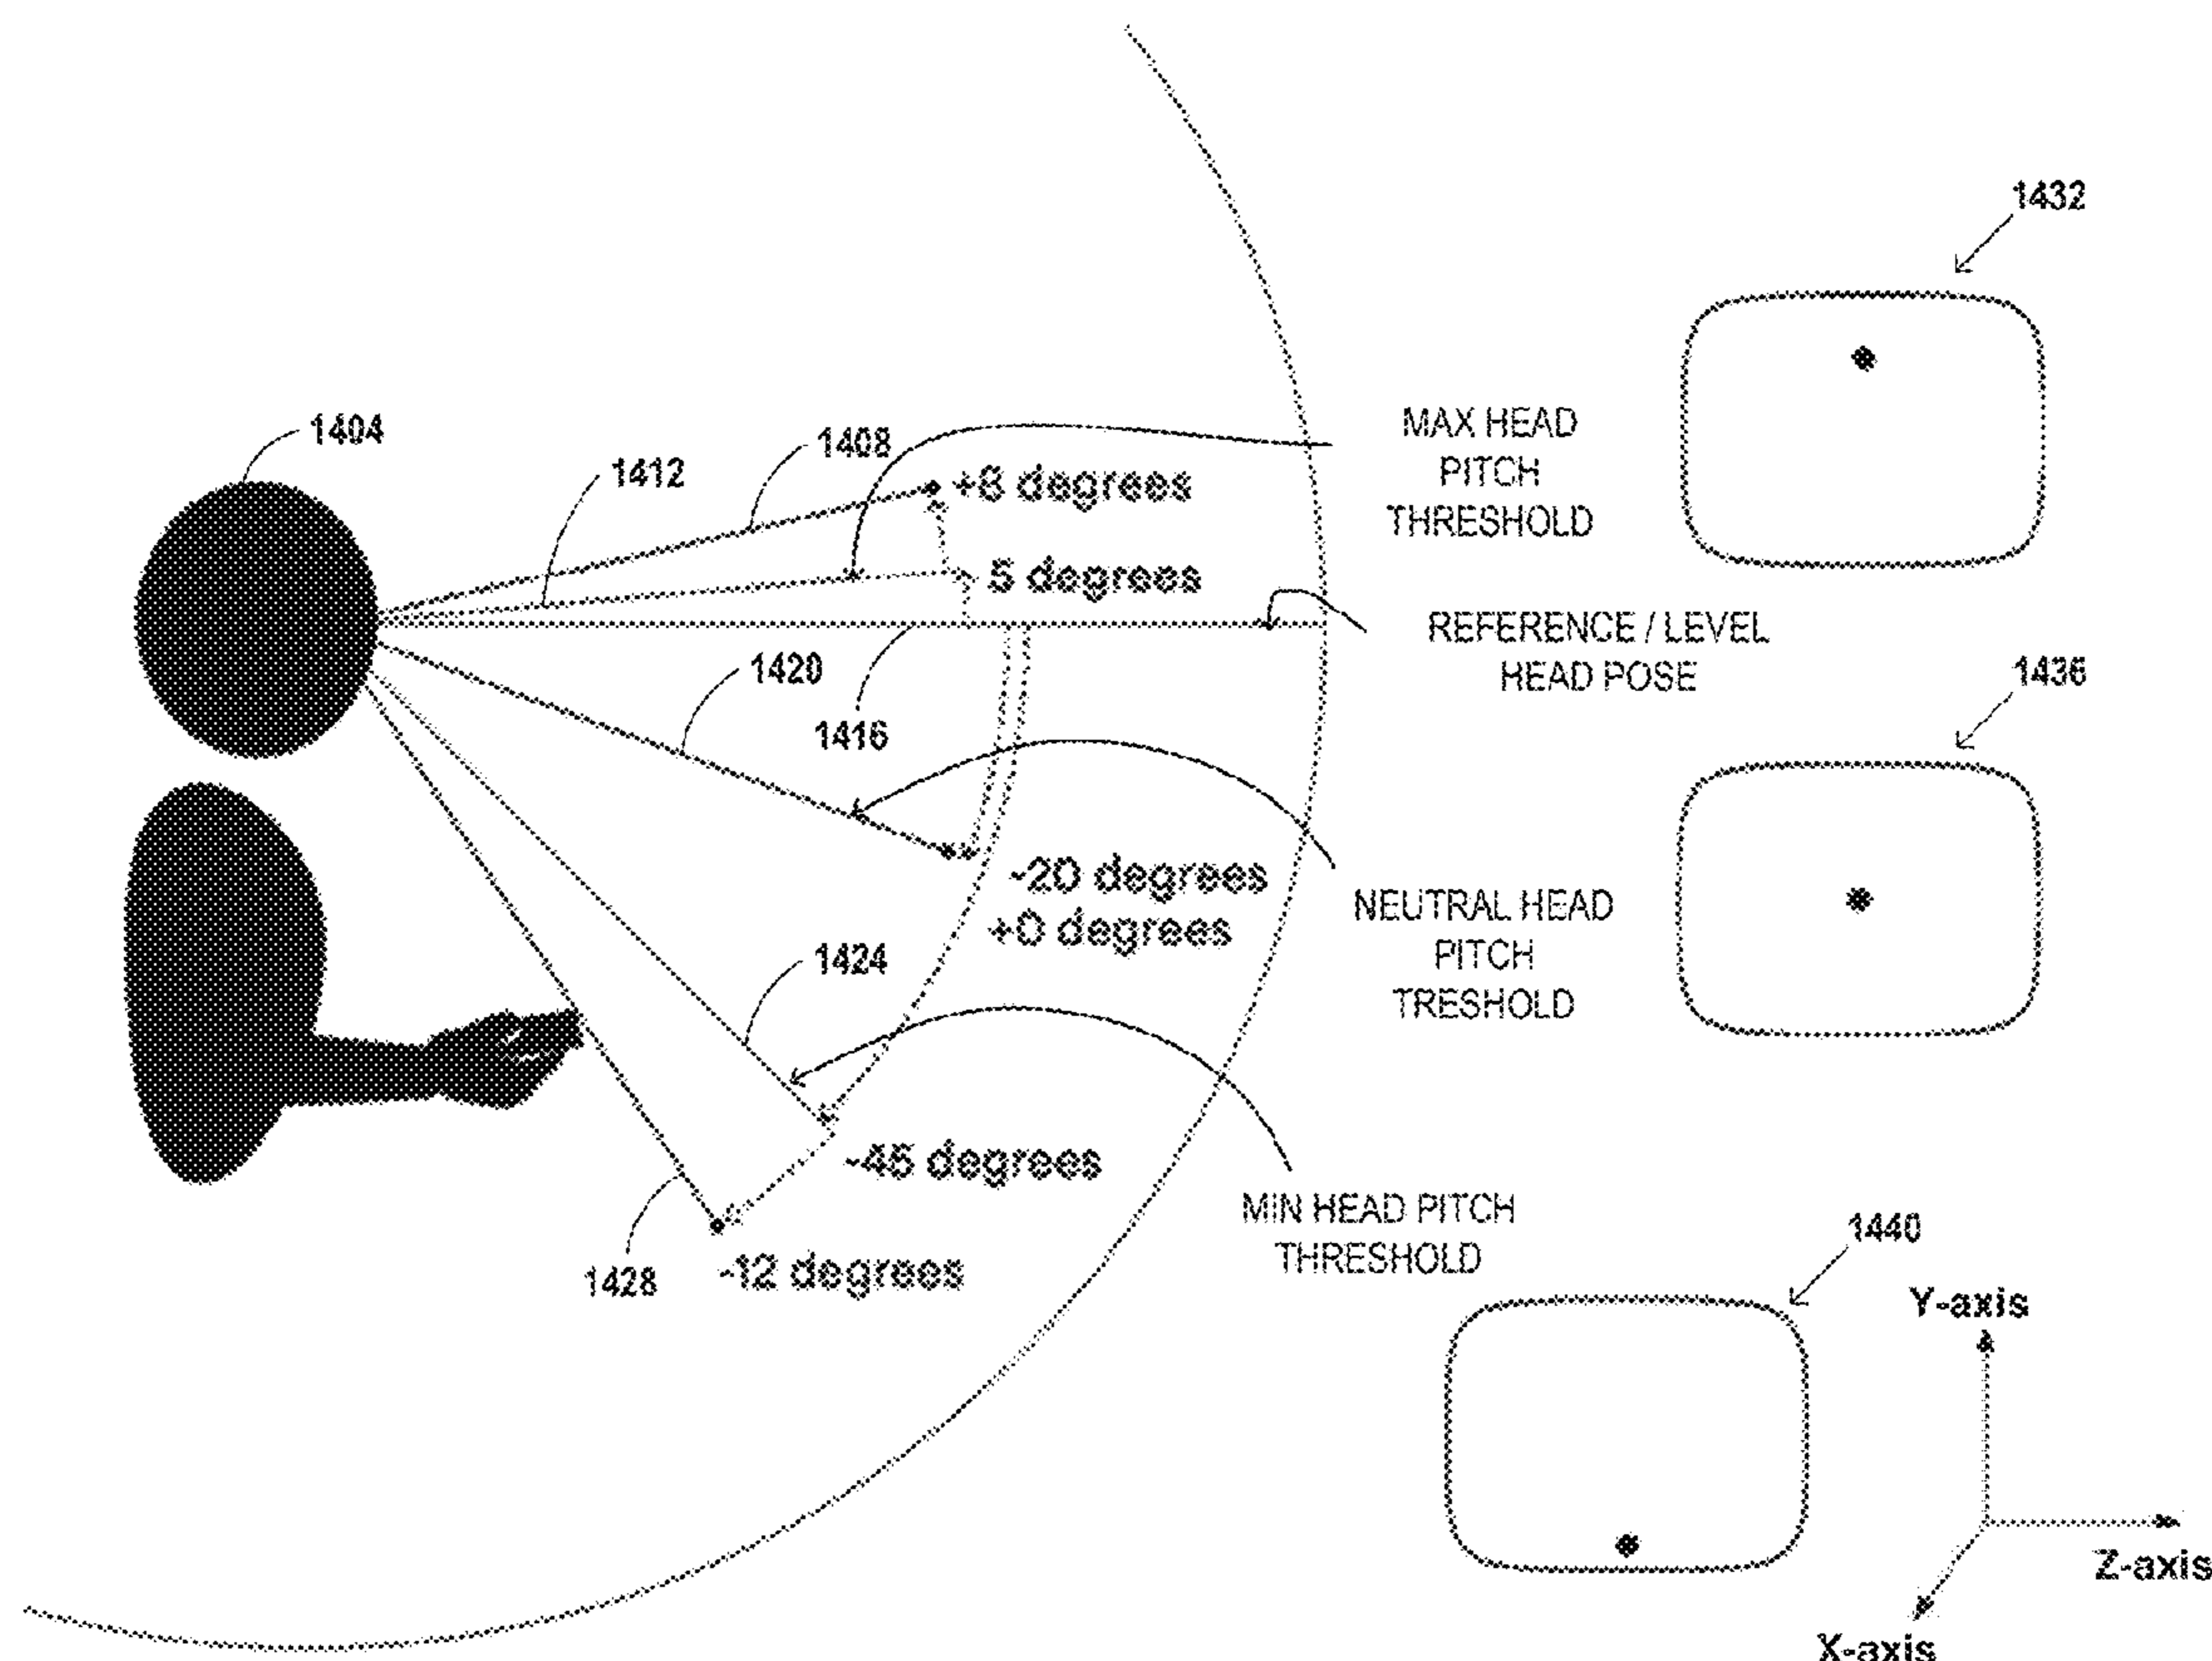 1432
1404
1408
1412
MAX HEAD
PITCH
THRESHOLD
+8 degrees
5 degrees
REFERENCE / LEVEL
HEAD POSE
1420
1416
1436
-20 degrees
+0 degrees
NEUTRAL HEAD
PITCH
TRESHOLD
1424
-45 degrees
MIN HEAD PITCH
THRESHOLD
1428
-12 degrees
1440
Y-axis
Z-axis
X-axis